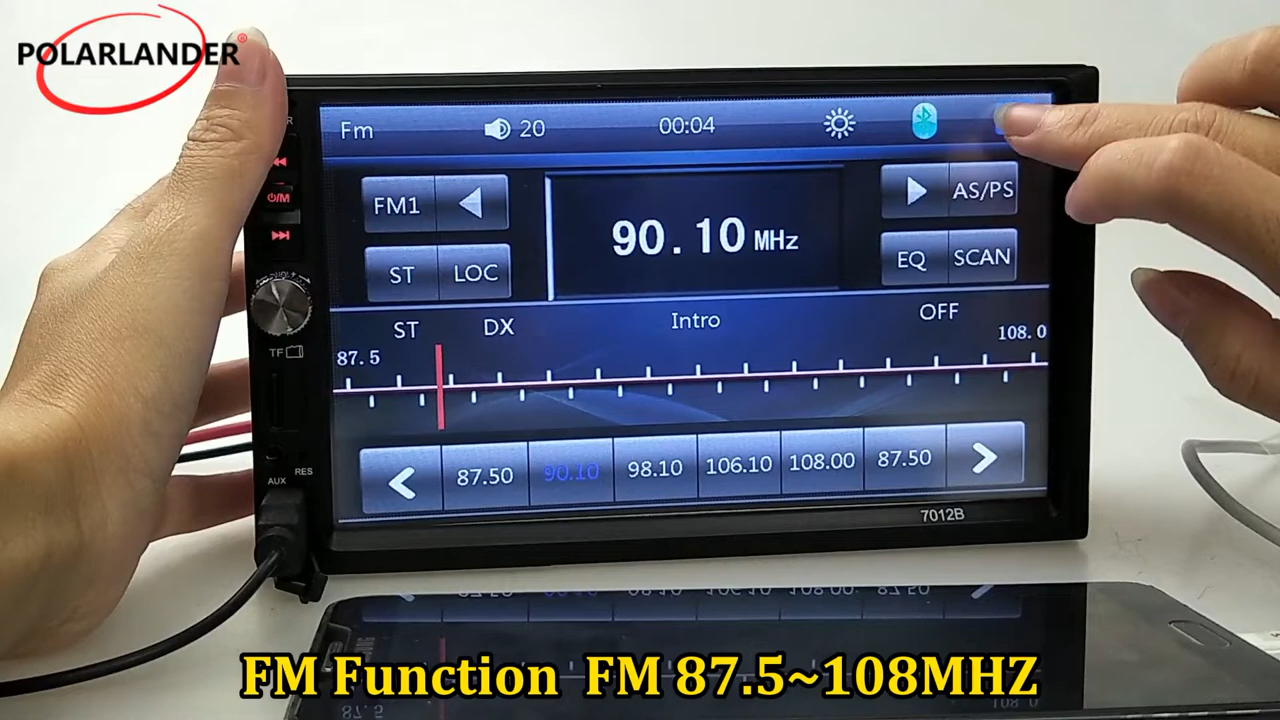 POLARLANDER®
Fm 20 00:04
FM1 AS/PS
90.10 MHz
ST LOC EQ SCAN
ST DX Intro OFF
87.5 108.0
87.50 90.10 98.10 106.10 108.00 87.50
7012B
⏻/M
TF
RES
AUX
FM Function FM 87.5~108MHZ